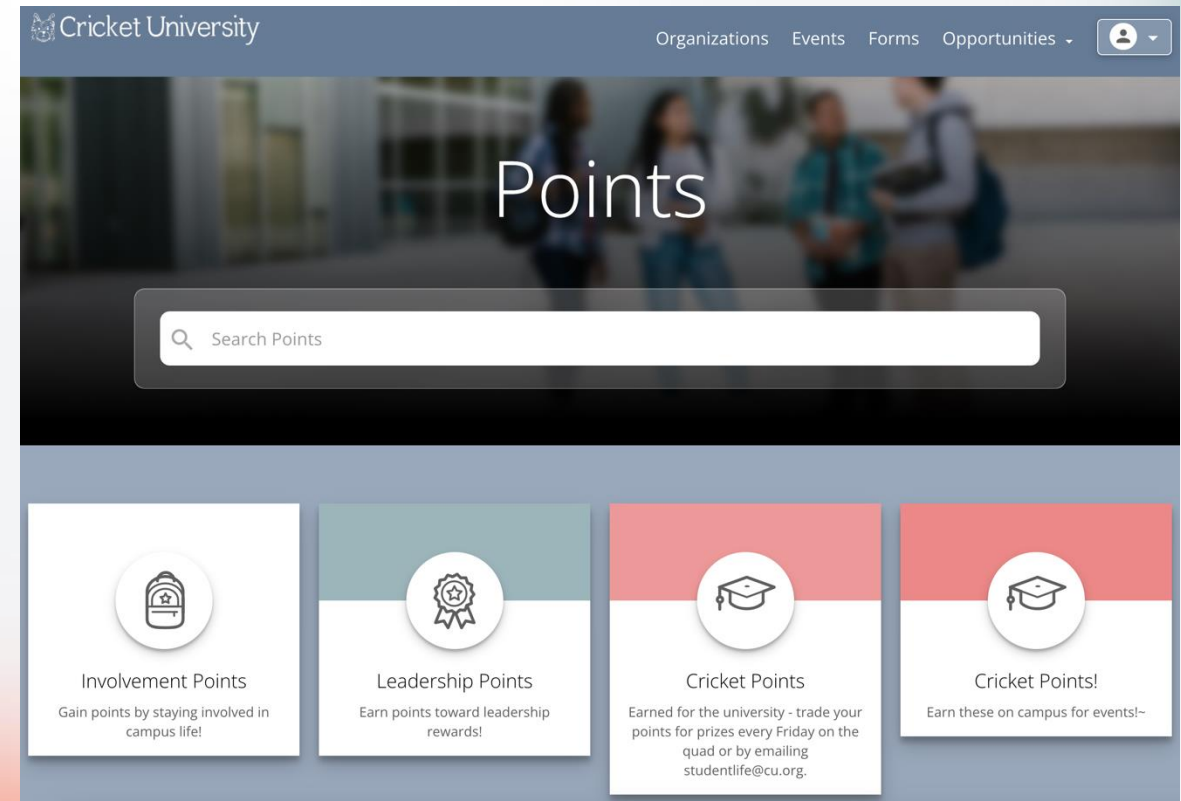 Cricket University
Organizations Events Forms Opportunities
Points
Search Points
Involvement Points
Gain points by staying involved in
campus life!
Leadership Points
Earn points toward leadership
rewards!
Cricket Points
Earned for the university - trade your
points for prizes every Friday on the
quad or by emailing
studentlife@cu.org.
Cricket Points!
Earn these on campus for events!~